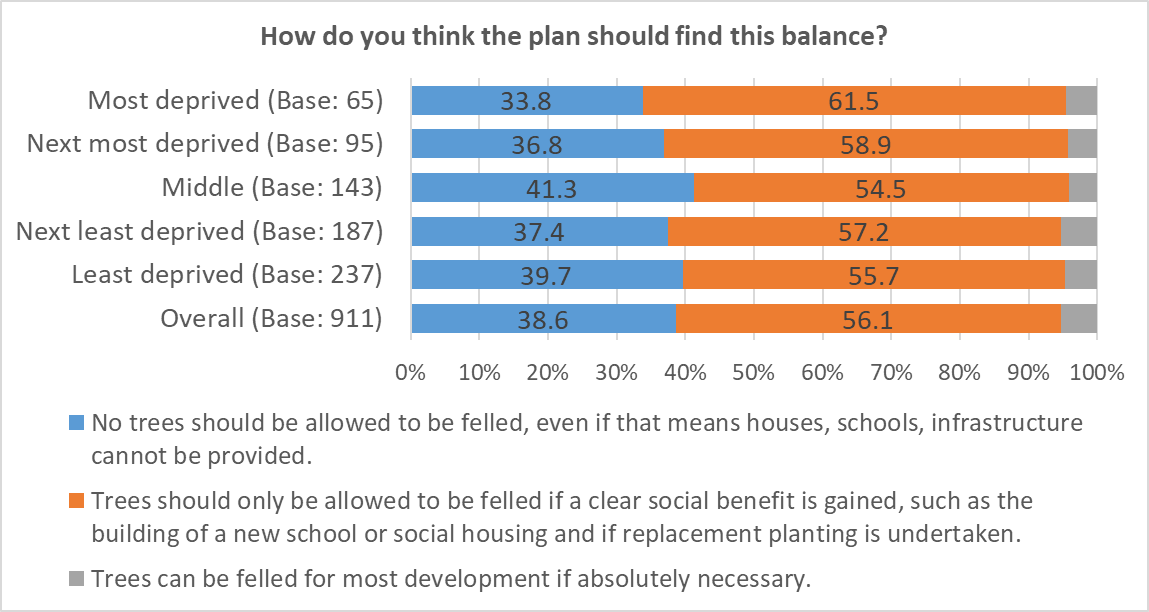 How do you think the plan should find this balance?
Most deprived (Base: 65) 33.8 61.5
Next most deprived (Base: 95) 36.8 58.9
Middle (Base: 143) 41.3 54.5
Next least deprived (Base: 187) 37.4 57.2
Least deprived (Base: 237) 39.7 55.7
Overall (Base: 911) 38.6 56.1
0% 10% 20% 30% 40% 50% 60% 70% 80% 90% 100%
No trees should be allowed to be felled, even if that means houses, schools, infrastructure
cannot be provided.
Trees should only be allowed to be felled if a clear social benefit is gained, such as the
building of a new school or social housing and if replacement planting is undertaken.
Trees can be felled for most development if absolutely necessary.